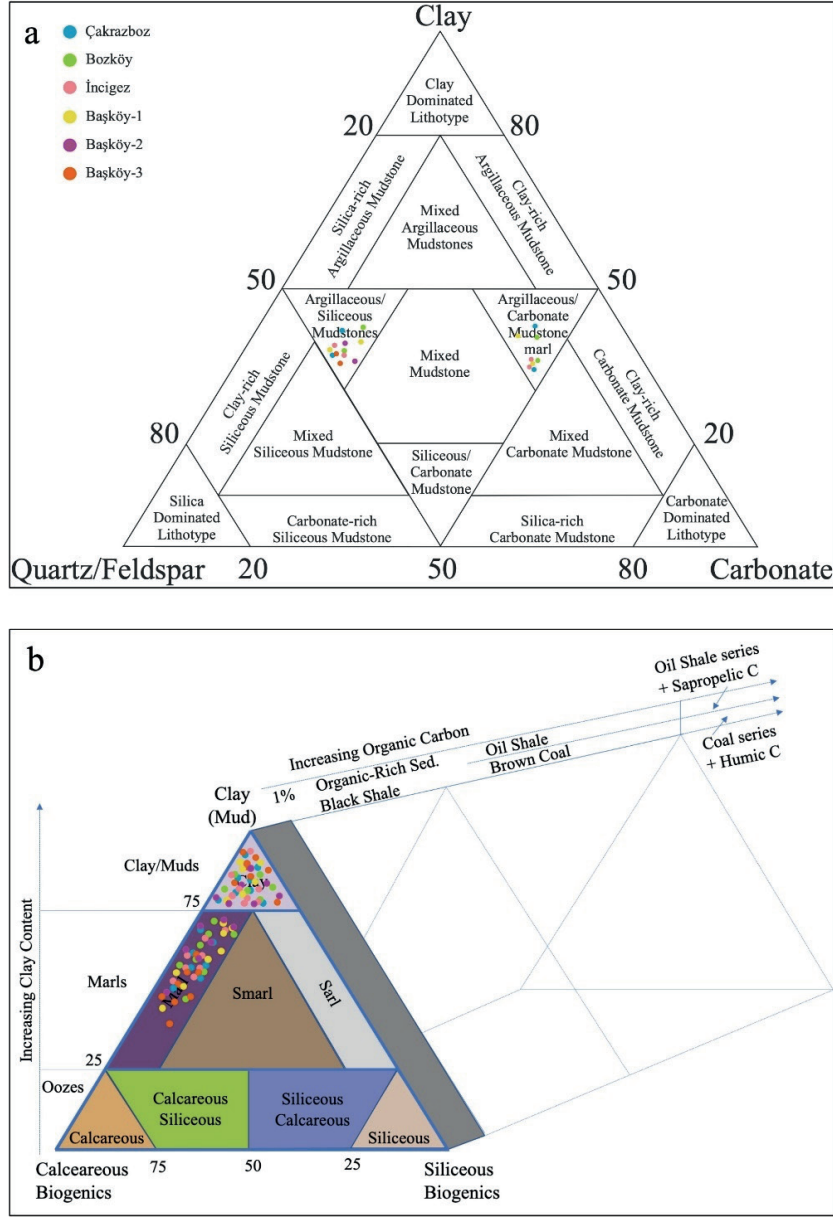 a
Çakrazboz
Bozköy
İncigez
Başköy-1
Başköy-2
Başköy-3
Clay
Clay
Dominated
Lithotype
20
80
Silica-rich
Argillaceous Mudstone
Mixed
Argillaceous
Mudstones
Clay-rich
Argillaceous Mudstone
50
50
Argillaceous/
Siliceous
Mudstones
Argillaceous/
Carbonate
Mudstone
marl
Mixed
Mudstone
Clay-rich
Siliceous Mudstone
Clay-rich
Carbonate Mudstone
80
20
Mixed
Siliceous Mudstone
Siliceous/
Carbonate
Mudstone
Mixed
Carbonate Mudstone
Silica
Dominated
Lithotype
Carbonate-rich
Siliceous Mudstone
Silica-rich
Carbonate Mudstone
Carbonate
Dominated
Lithotype
Quartz/Feldspar
20
50
80
Carbonate
b
Oil Shale series
+ Sapropelic C
Coal series
+ Humic C
Increasing Organic Carbon
Oil Shale
Brown Coal
1%
Organic-Rich Sed.
Black Shale
Clay
(Mud)
Clay/Muds
Clay
75
Increasing Clay Content
Marls
Marl
Smarl
Sarl
25
Oozes
Calcareous
Siliceous
Siliceous
Calcareous
Calcareous
Siliceous
Calceareous
Biogenics
75
50
25
Siliceous
Biogenics